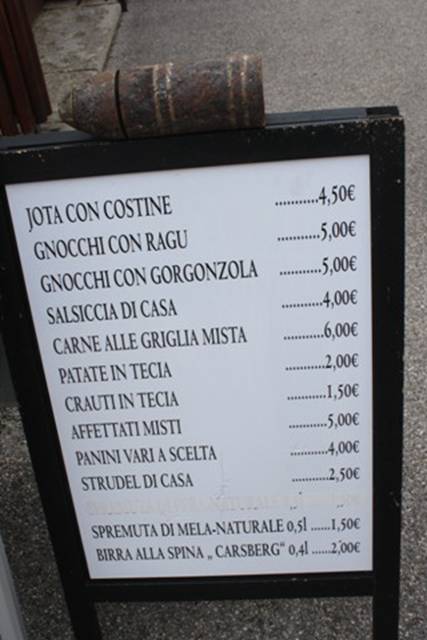 JOTA CON COSTINE ...........4,50€
GNOCCHI CON RAGU ...........5,00€
GNOCCHI CON GORGONZOLA ...........5,00€
SALSICCIA DI CASA ...........4,00€
CARNE ALLE GRIGLIA MISTA ...........6,00€
PATATE IN TECIA ...........2,00€
CRAUTI IN TECIA ...........1,50€
AFFETTATI MISTI ...........5,00€
PANINI VARI A SCELTA ...........4,00€
STRUDEL DI CASA ...........2,50€
SPREMUTA DI MELA-NATURALE 0,5l ......1,50€
BIRRA ALLA SPINA „ CARSBERG“ 0,4l ......2,00€